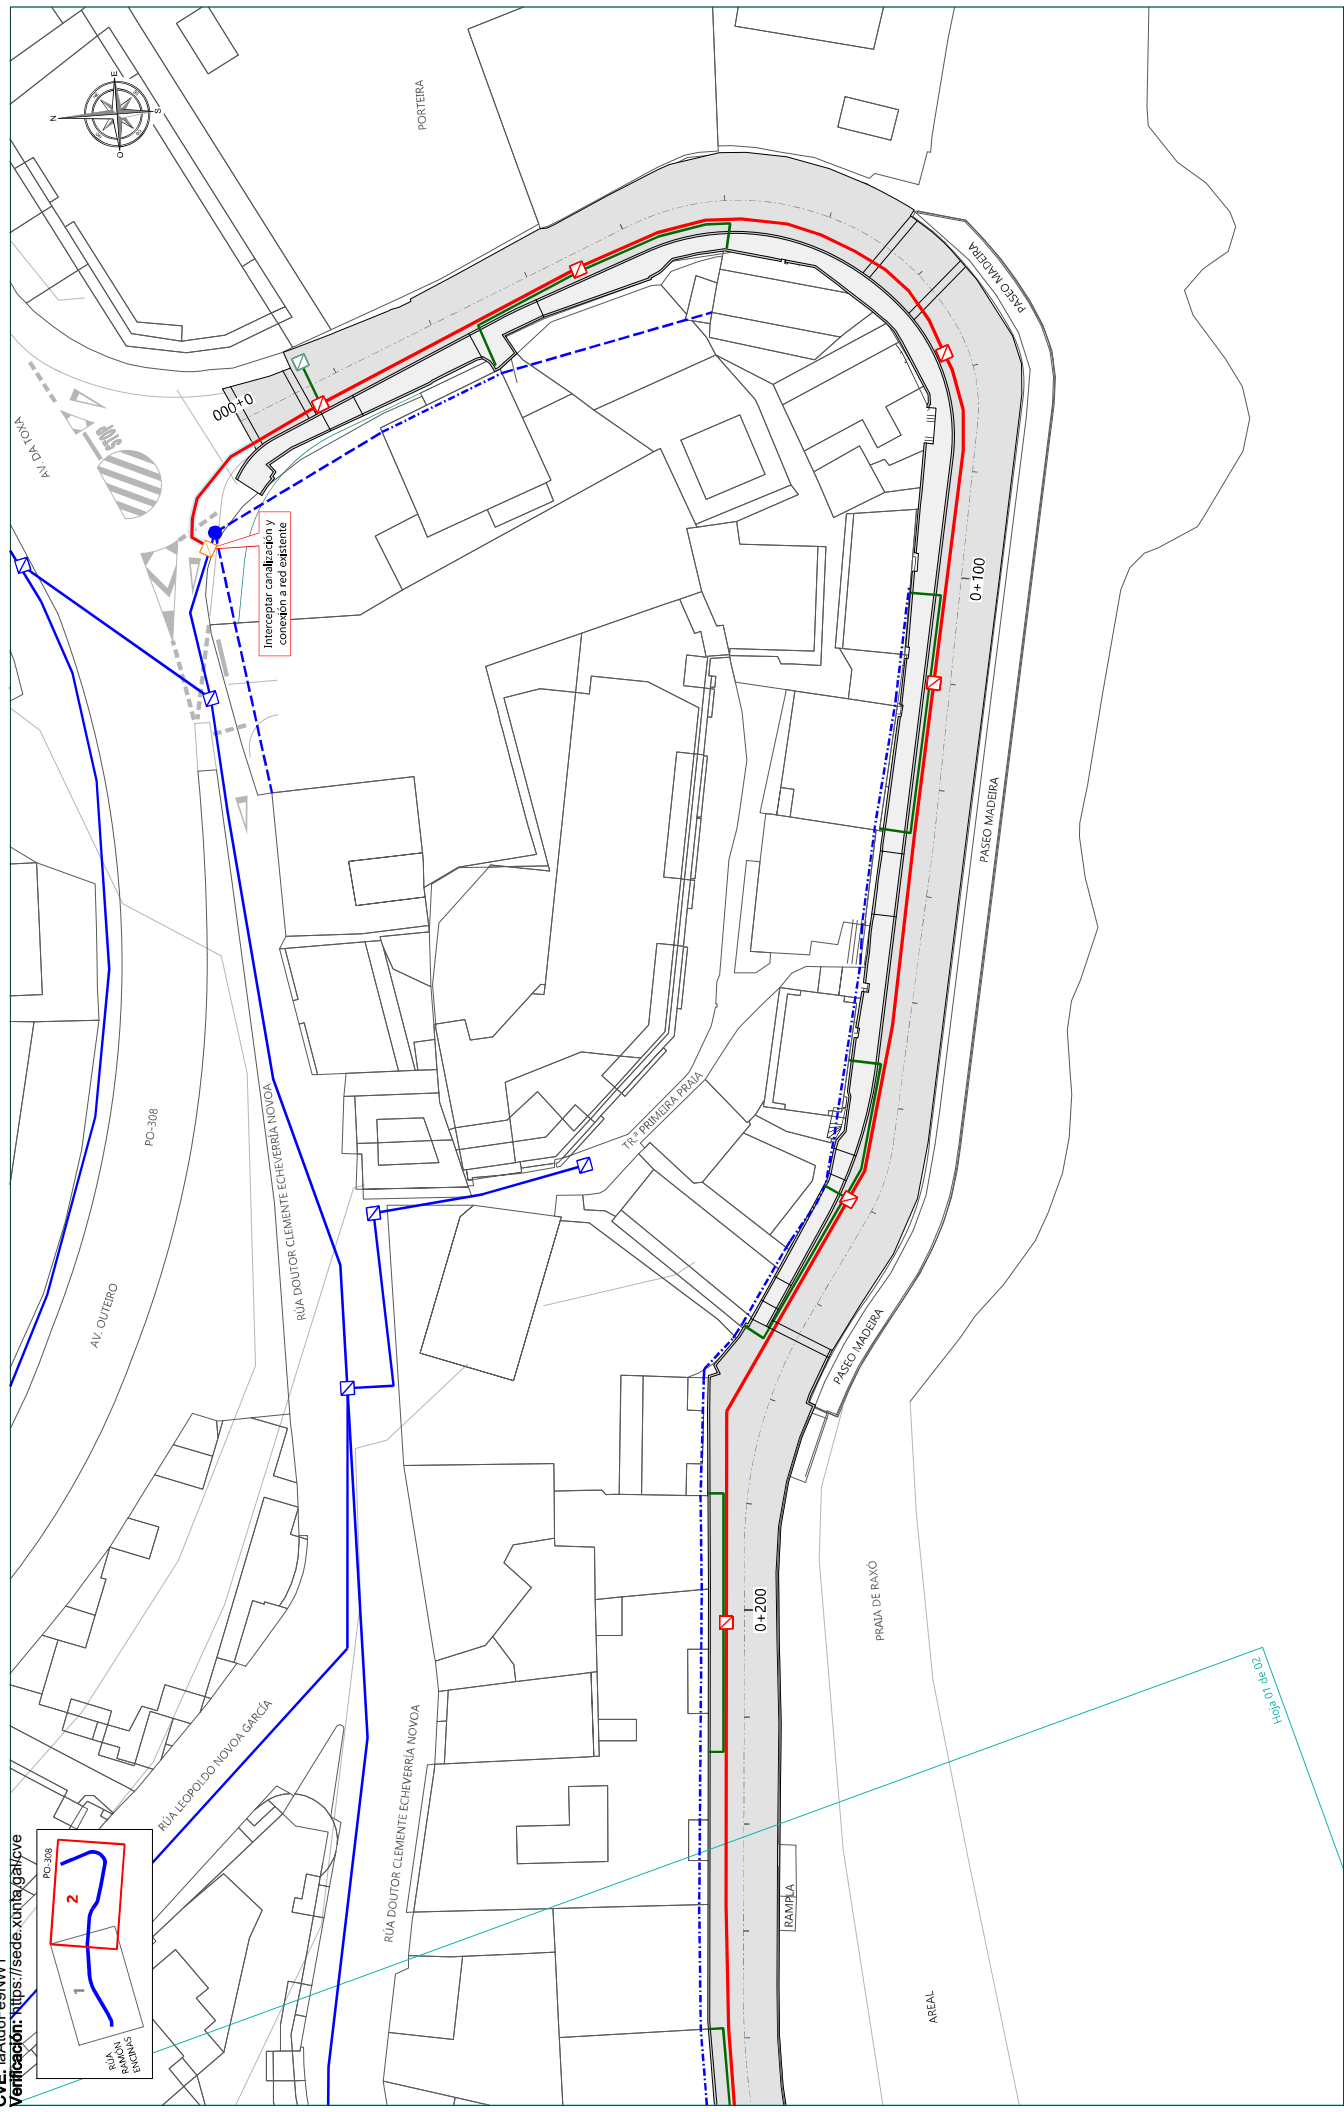 N
E
S
O
PORTEIRA
AV. DA TOXA
STOP
0+000
PASEO MADEIRA
Interceptar canalización y
conexión a red existente
0+100
PASEO MADEIRA
PO-308
RÚA DOUTOR CLEMENTE ECHEVERRÍA NOVOA
TR.ª PRIMEIRA PRAIA
AV. OUTEIRO
PASEO MADEIRA
0+200
PRAIA DE RAXÓ
Hoja 01 de 02
RÚA LEOPOLDO NOVOA GARCÍA
RÚA DOUTOR CLEMENTE ECHEVERRÍA NOVOA
RAMPLA
AREAL
PO-308
2
1
RÚA
RAMÓN
ENCINAS
CVE:
Verificación: https://sede.xunta.gal/cve